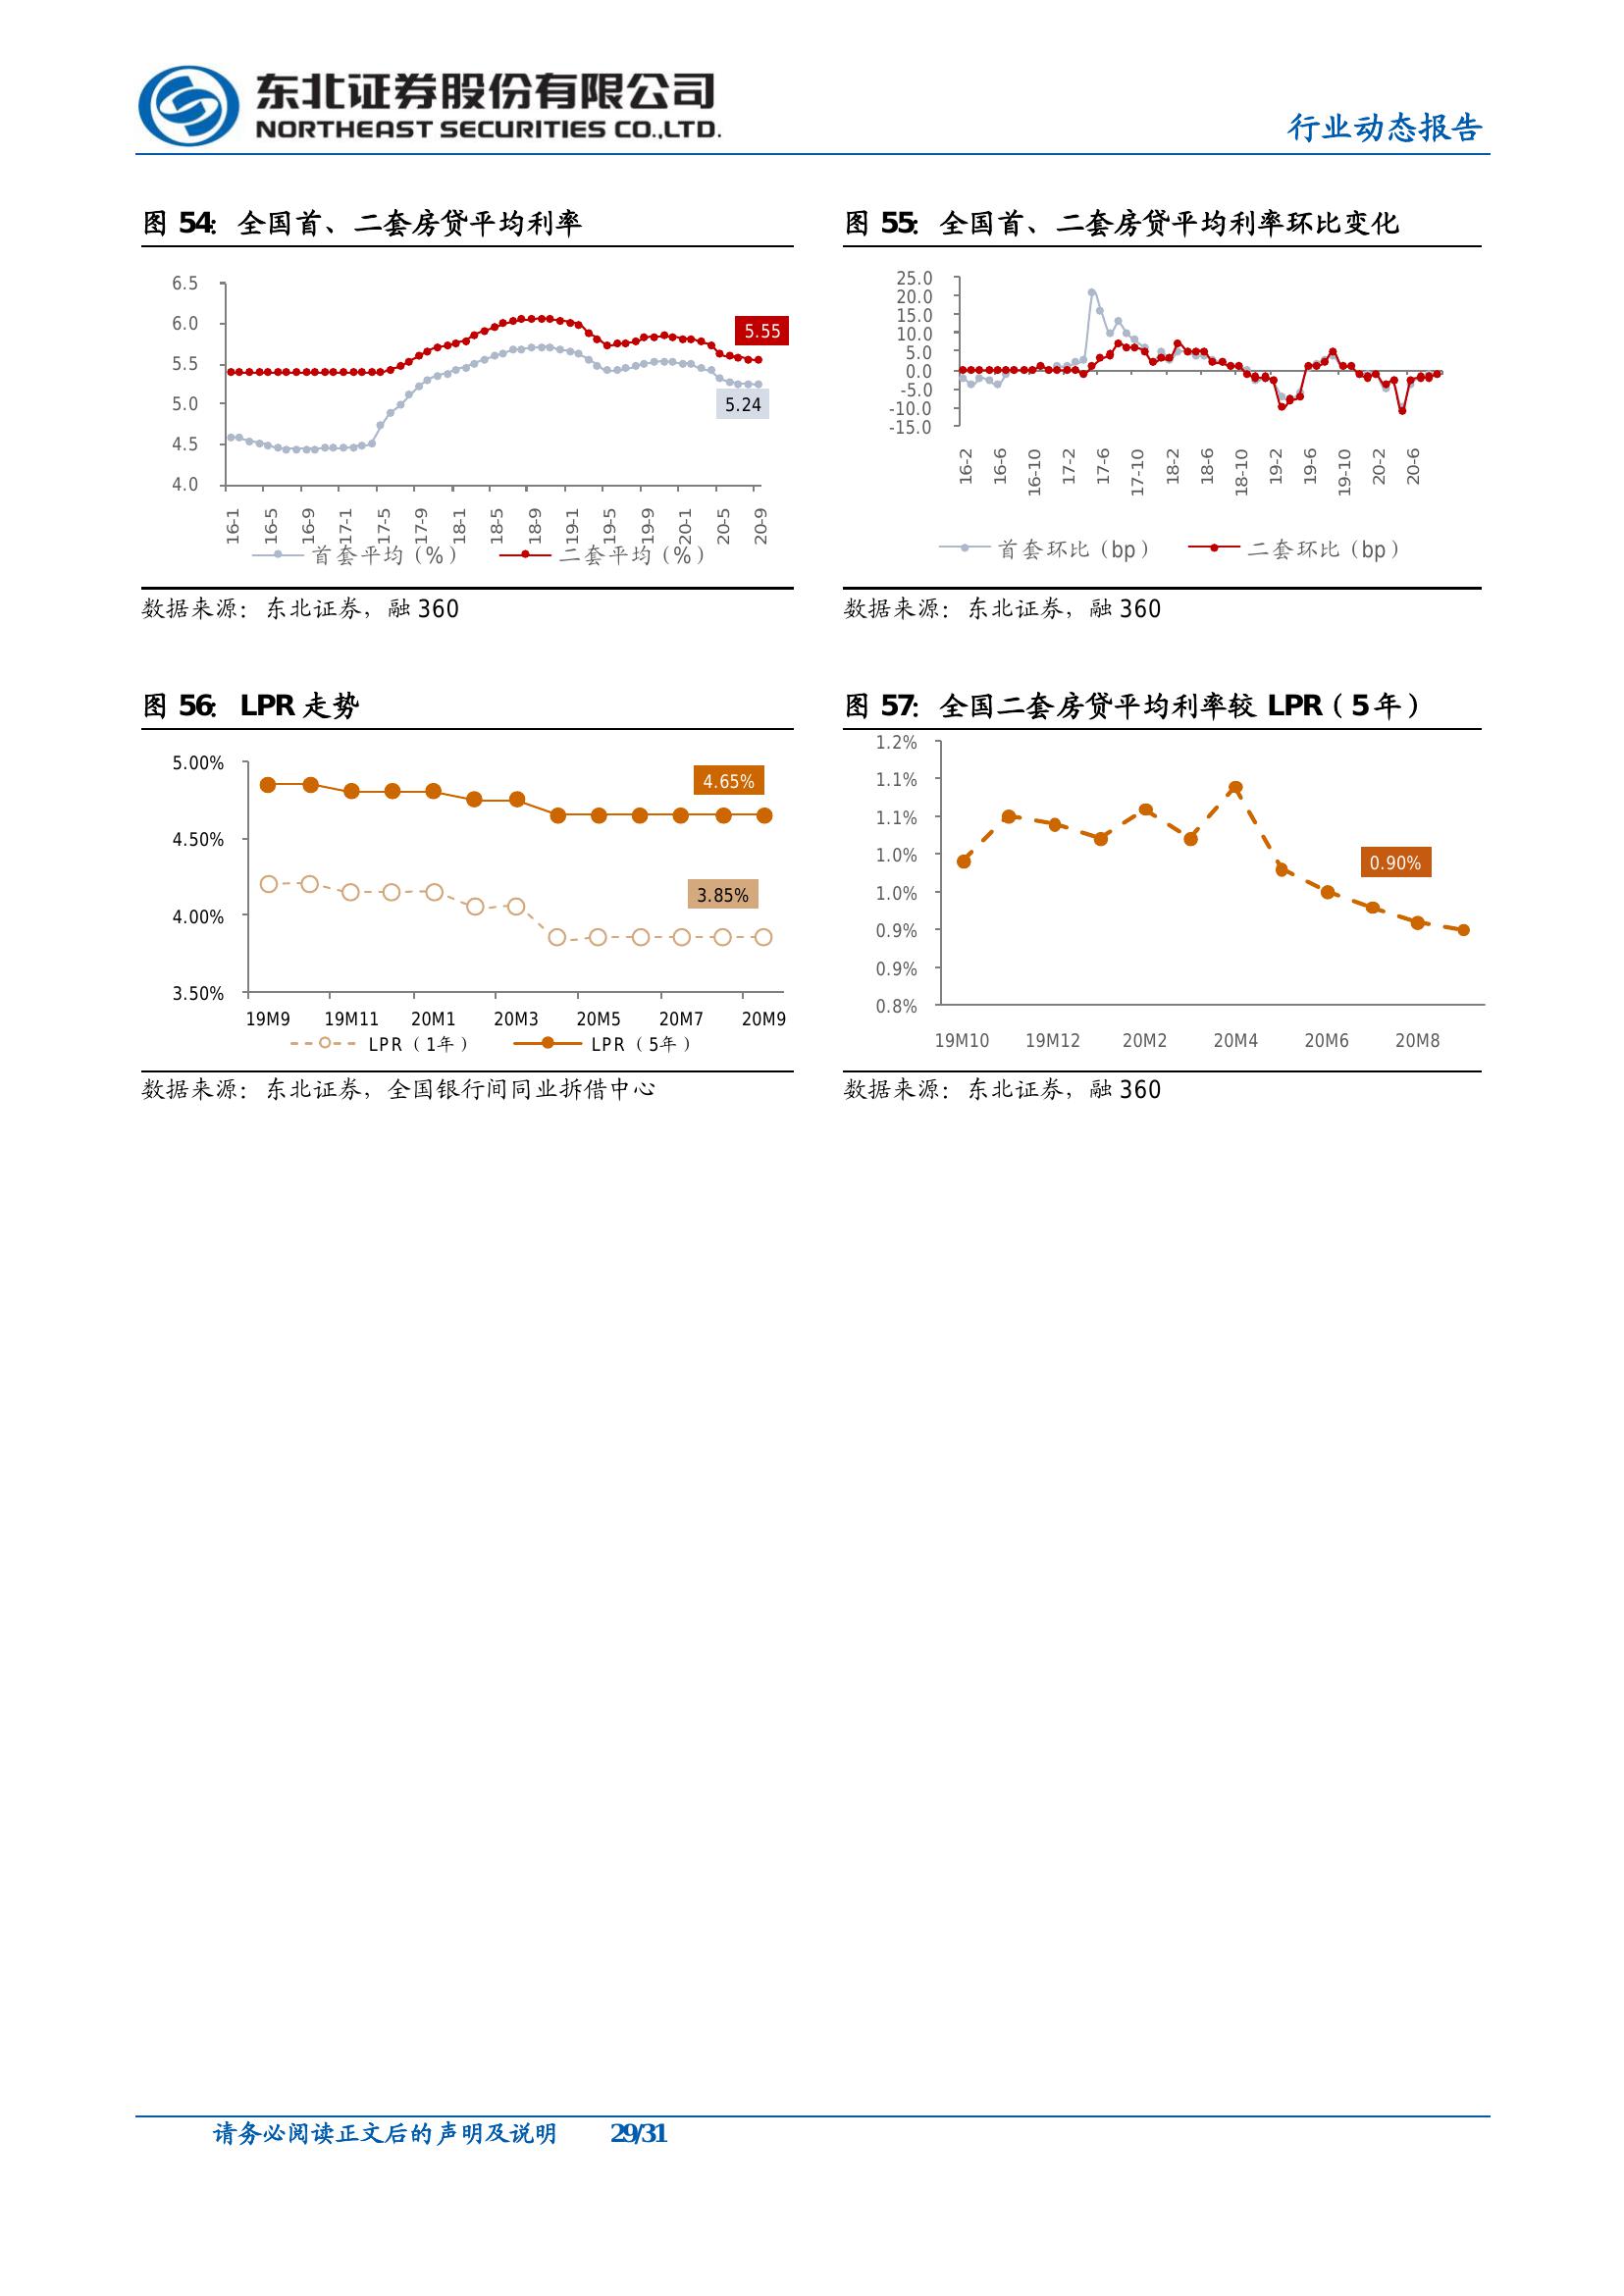 东北证券股份有限公司
NORTHEAST SECURITIES CO.,LTD.
行业动态报告
图 54: 全国首、二套房贷平均利率
6.5
6.0
5.5
5.0
4.5
4.0
5.55
5.24
16-1 16-5 16-9 17-1 17-5 17-9 18-1 18-5 18-9 19-1 19-5 19-9 20-1 20-5 20-9
首套平均(%) 二套平均(%)
数据来源：东北证券，融 360
图 55: 全国首、二套房贷平均利率环比变化
25.0
20.0
15.0
10.0
5.0
0.0
-5.0
-10.0
-15.0
16-2 16-6 16-10 17-2 17-6 17-10 18-2 18-6 18-10 19-2 19-6 19-10 20-2 20-6
首套环比(bp) 二套环比(bp)
数据来源：东北证券，融 360
图 56: LPR 走势
5.00%
4.50%
4.00%
3.50%
4.65%
3.85%
19M9 19M11 20M1 20M3 20M5 20M7 20M9
LPR（1年） LPR（5年）
数据来源：东北证券，全国银行间同业拆借中心
图 57: 全国二套房贷平均利率较 LPR（5 年）
1.2%
1.1%
1.1%
1.0%
1.0%
0.9%
0.9%
0.8%
0.90%
19M10 19M12 20M2 20M4 20M6 20M8
数据来源：东北证券，融 360
请务必阅读正文后的声明及说明 29/31